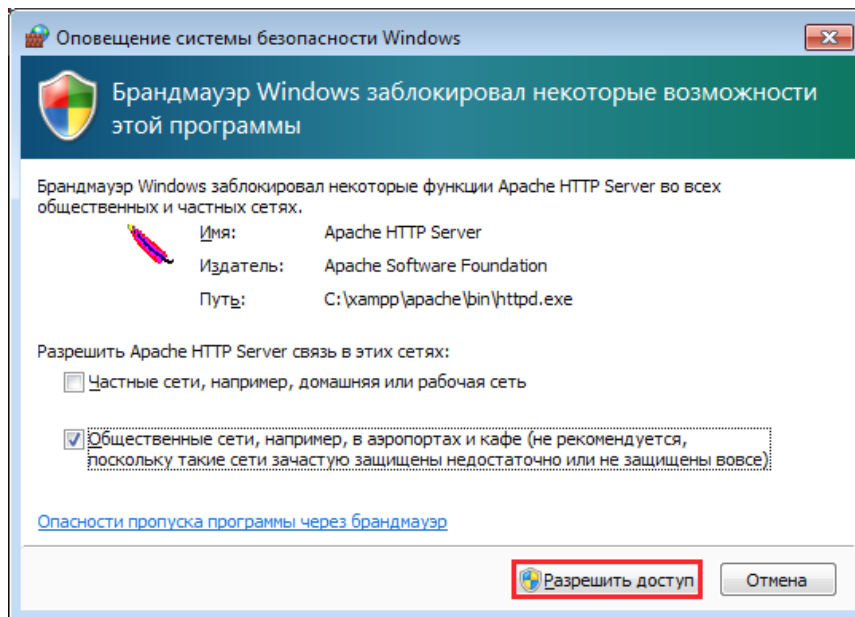 Оповещение системы безопасности Windows
Брандмауэр Windows заблокировал некоторые возможности
этой программы
Брандмауэр Windows заблокировал некоторые функции Apache HTTP Server во всех
общественных и частных сетях.
Имя: Apache HTTP Server
Издатель: Apache Software Foundation
Путь: C:\xampp\apache\bin\httpd.exe
Разрешить Apache HTTP Server связь в этих сетях:
Частные сети, например, домашняя или рабочая сеть
Общественные сети, например, в аэропортах и кафе (не рекомендуется,
поскольку такие сети зачастую защищены недостаточно или не защищены вовсе)
Опасности пропуска программы через брандмауэр
Разрешить доступ Отмена